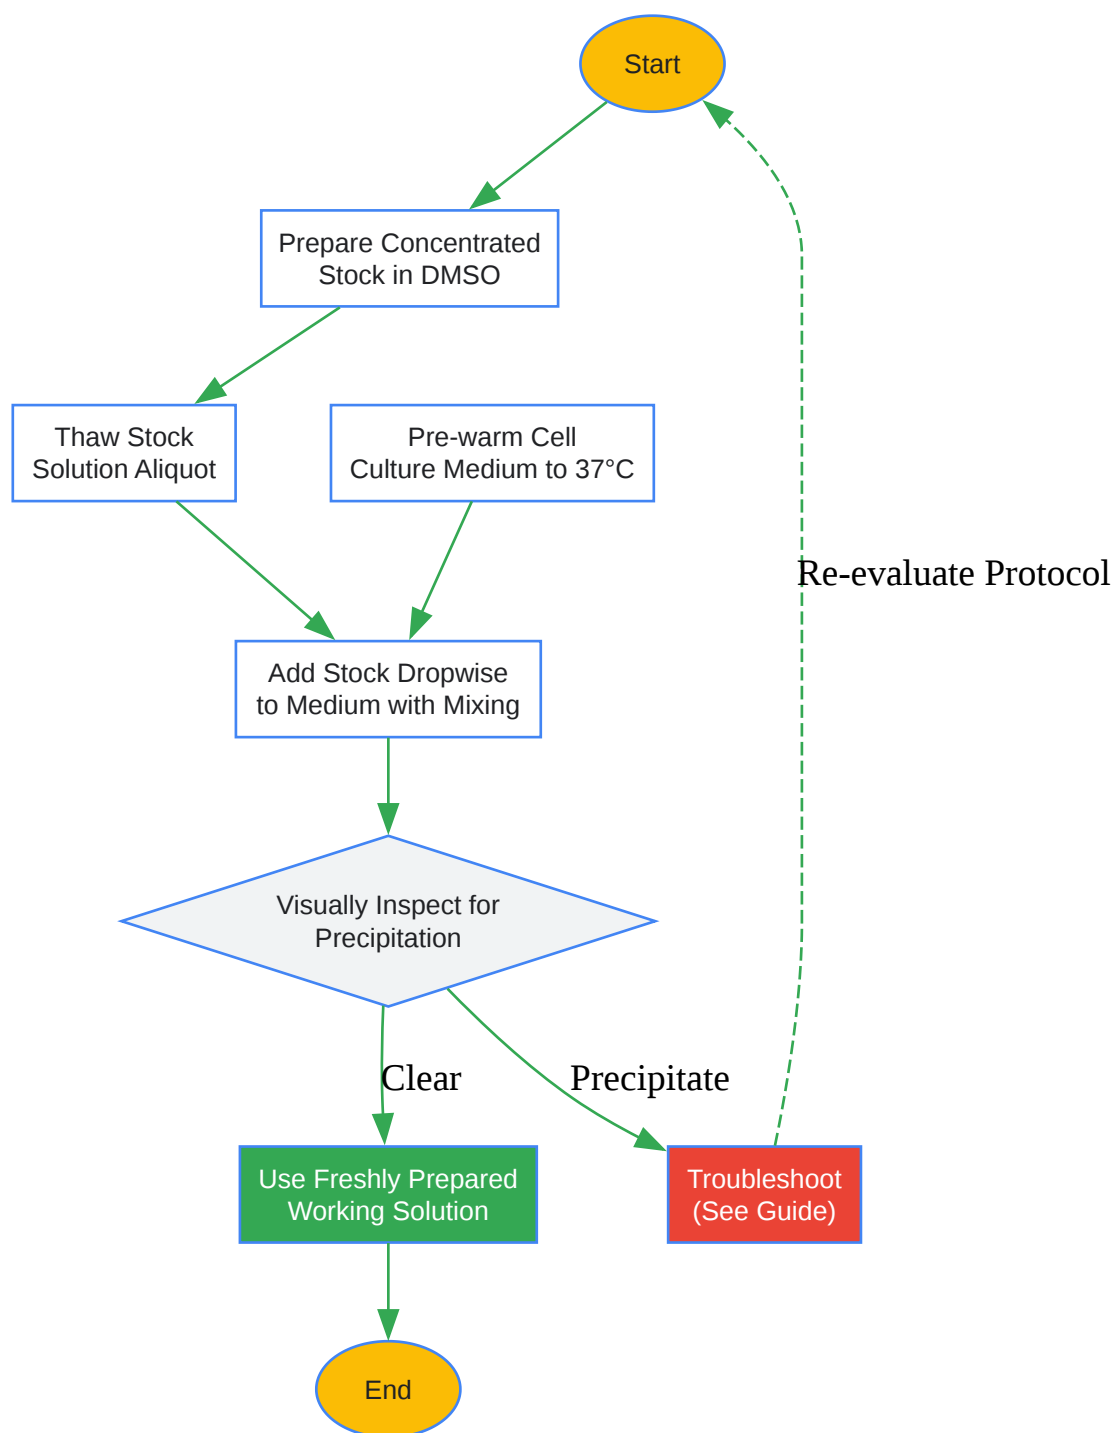 Start
Prepare Concentrated
Stock in DMSO
Thaw Stock
Solution Aliquot
Pre-warm Cell
Culture Medium to 37°C
Re-evaluate Protocol
Add Stock Dropwise
to Medium with Mixing
Visually Inspect for
Precipitation
Clear
Precipitate
Use Freshly Prepared
Working Solution
Troubleshoot
(See Guide)
End